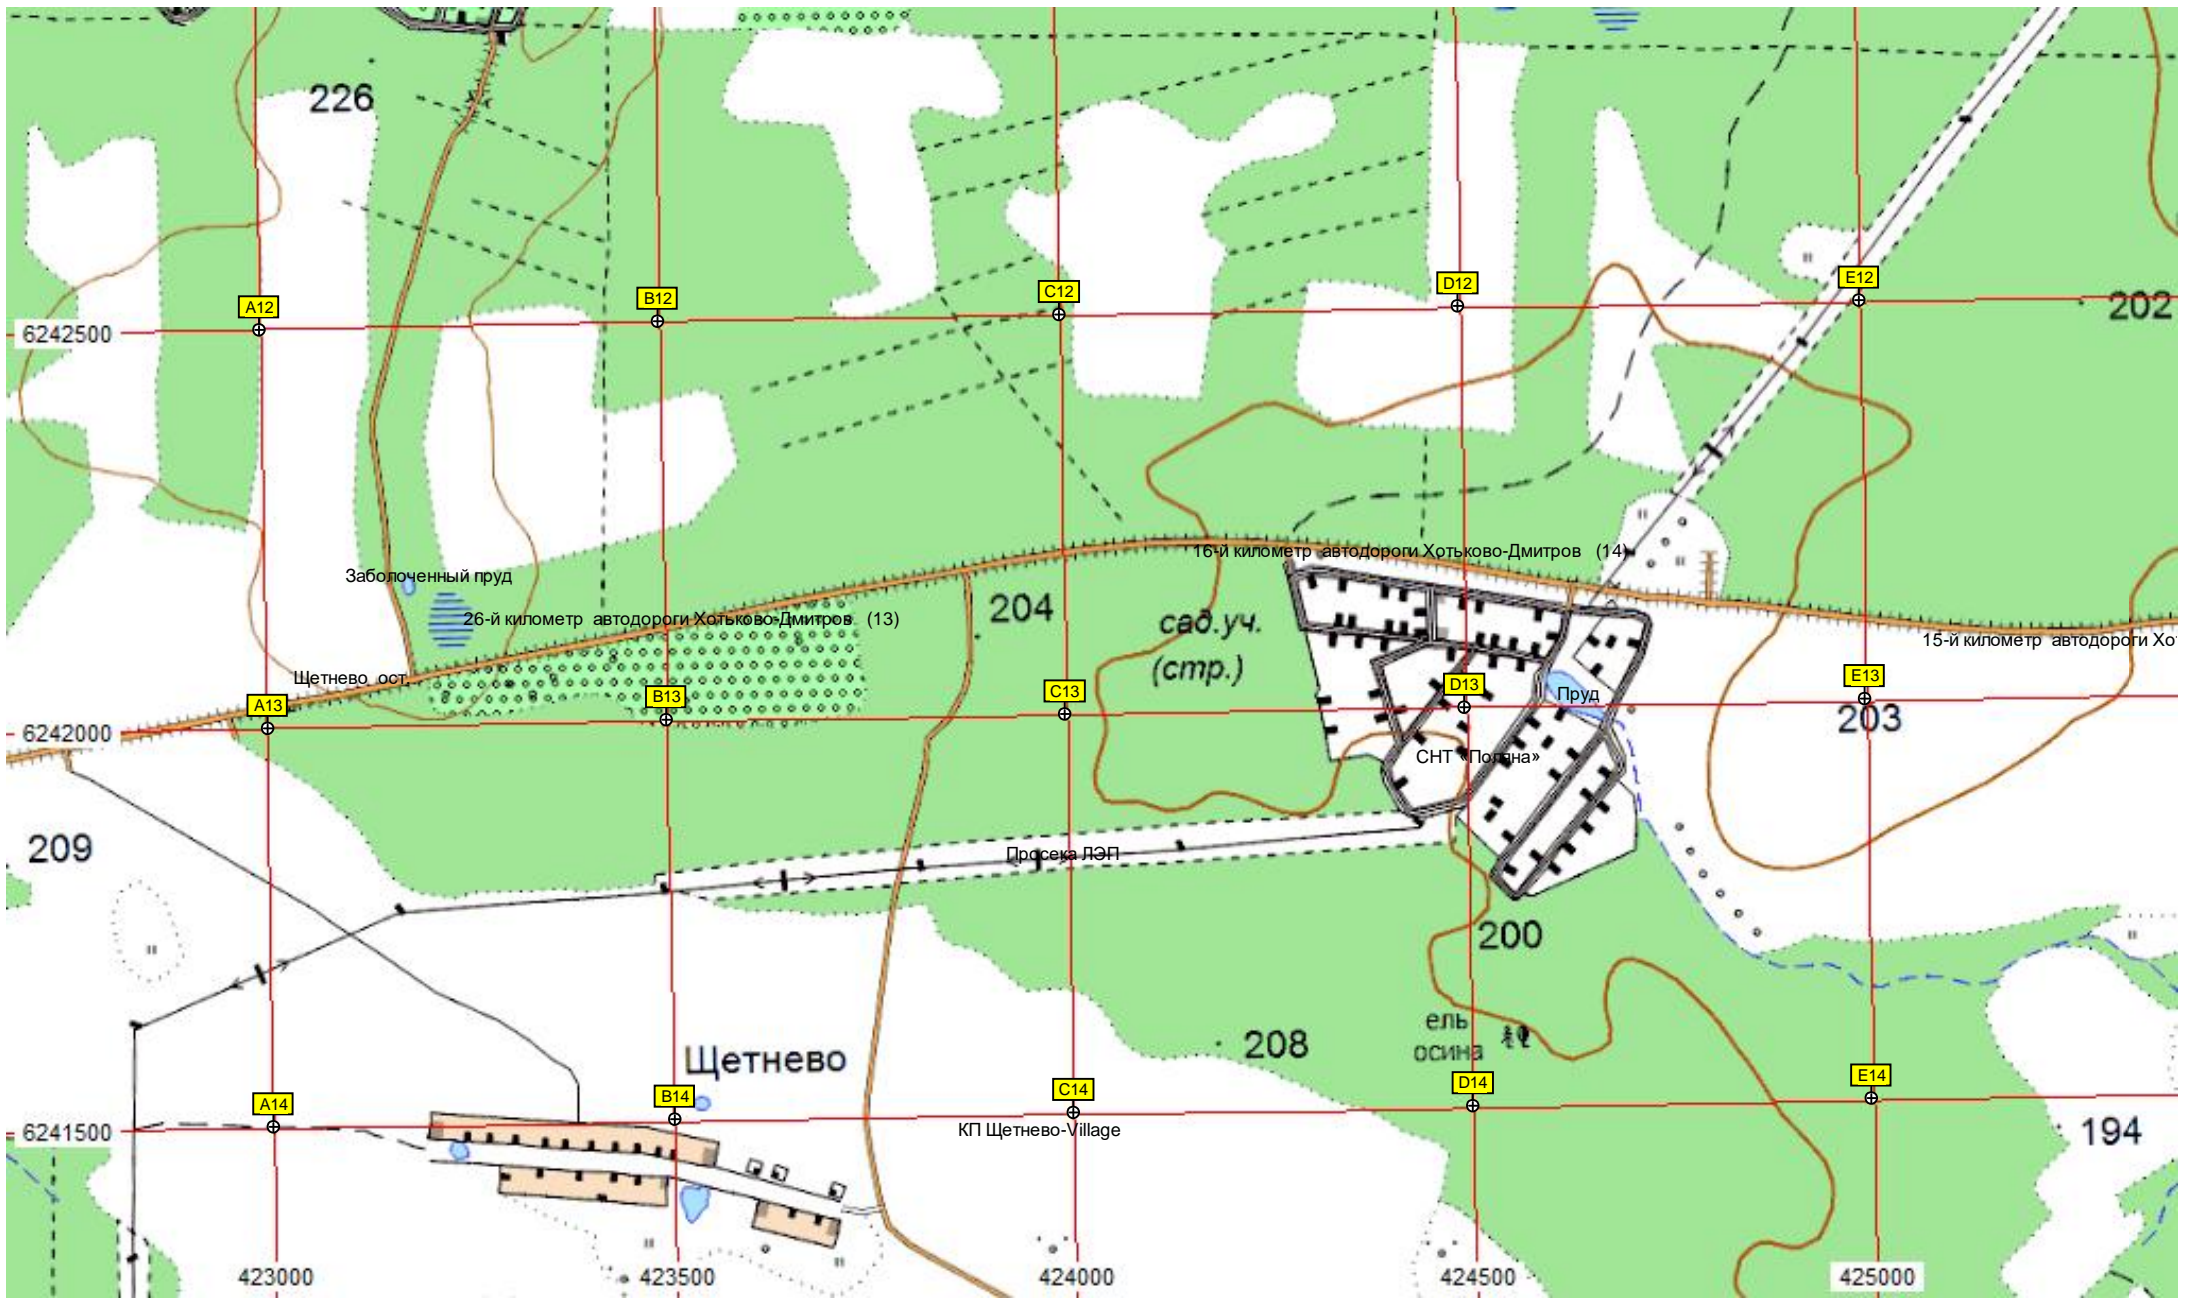 226
A12
B12
C12
D12
E12
6242500
202
16-й километр автодороги Хотьково-Дмитров (14)
Заболоченный пруд
26-й километр автодороги Хотьково-Дмитров (13)
204
сад.уч.
(стр.)
15-й километр автодороги Хо
Щетнево ост.
A13
B13
C13
D13
Пруд
E13
203
6242000
СНТ «Поляна»
209
Просека ЛЭП
200
ель
осина
208
Щетнево
A14
B14
C14
D14
E14
6241500
КП Щетнево-Village
194
423000
423500
424000
424500
425000